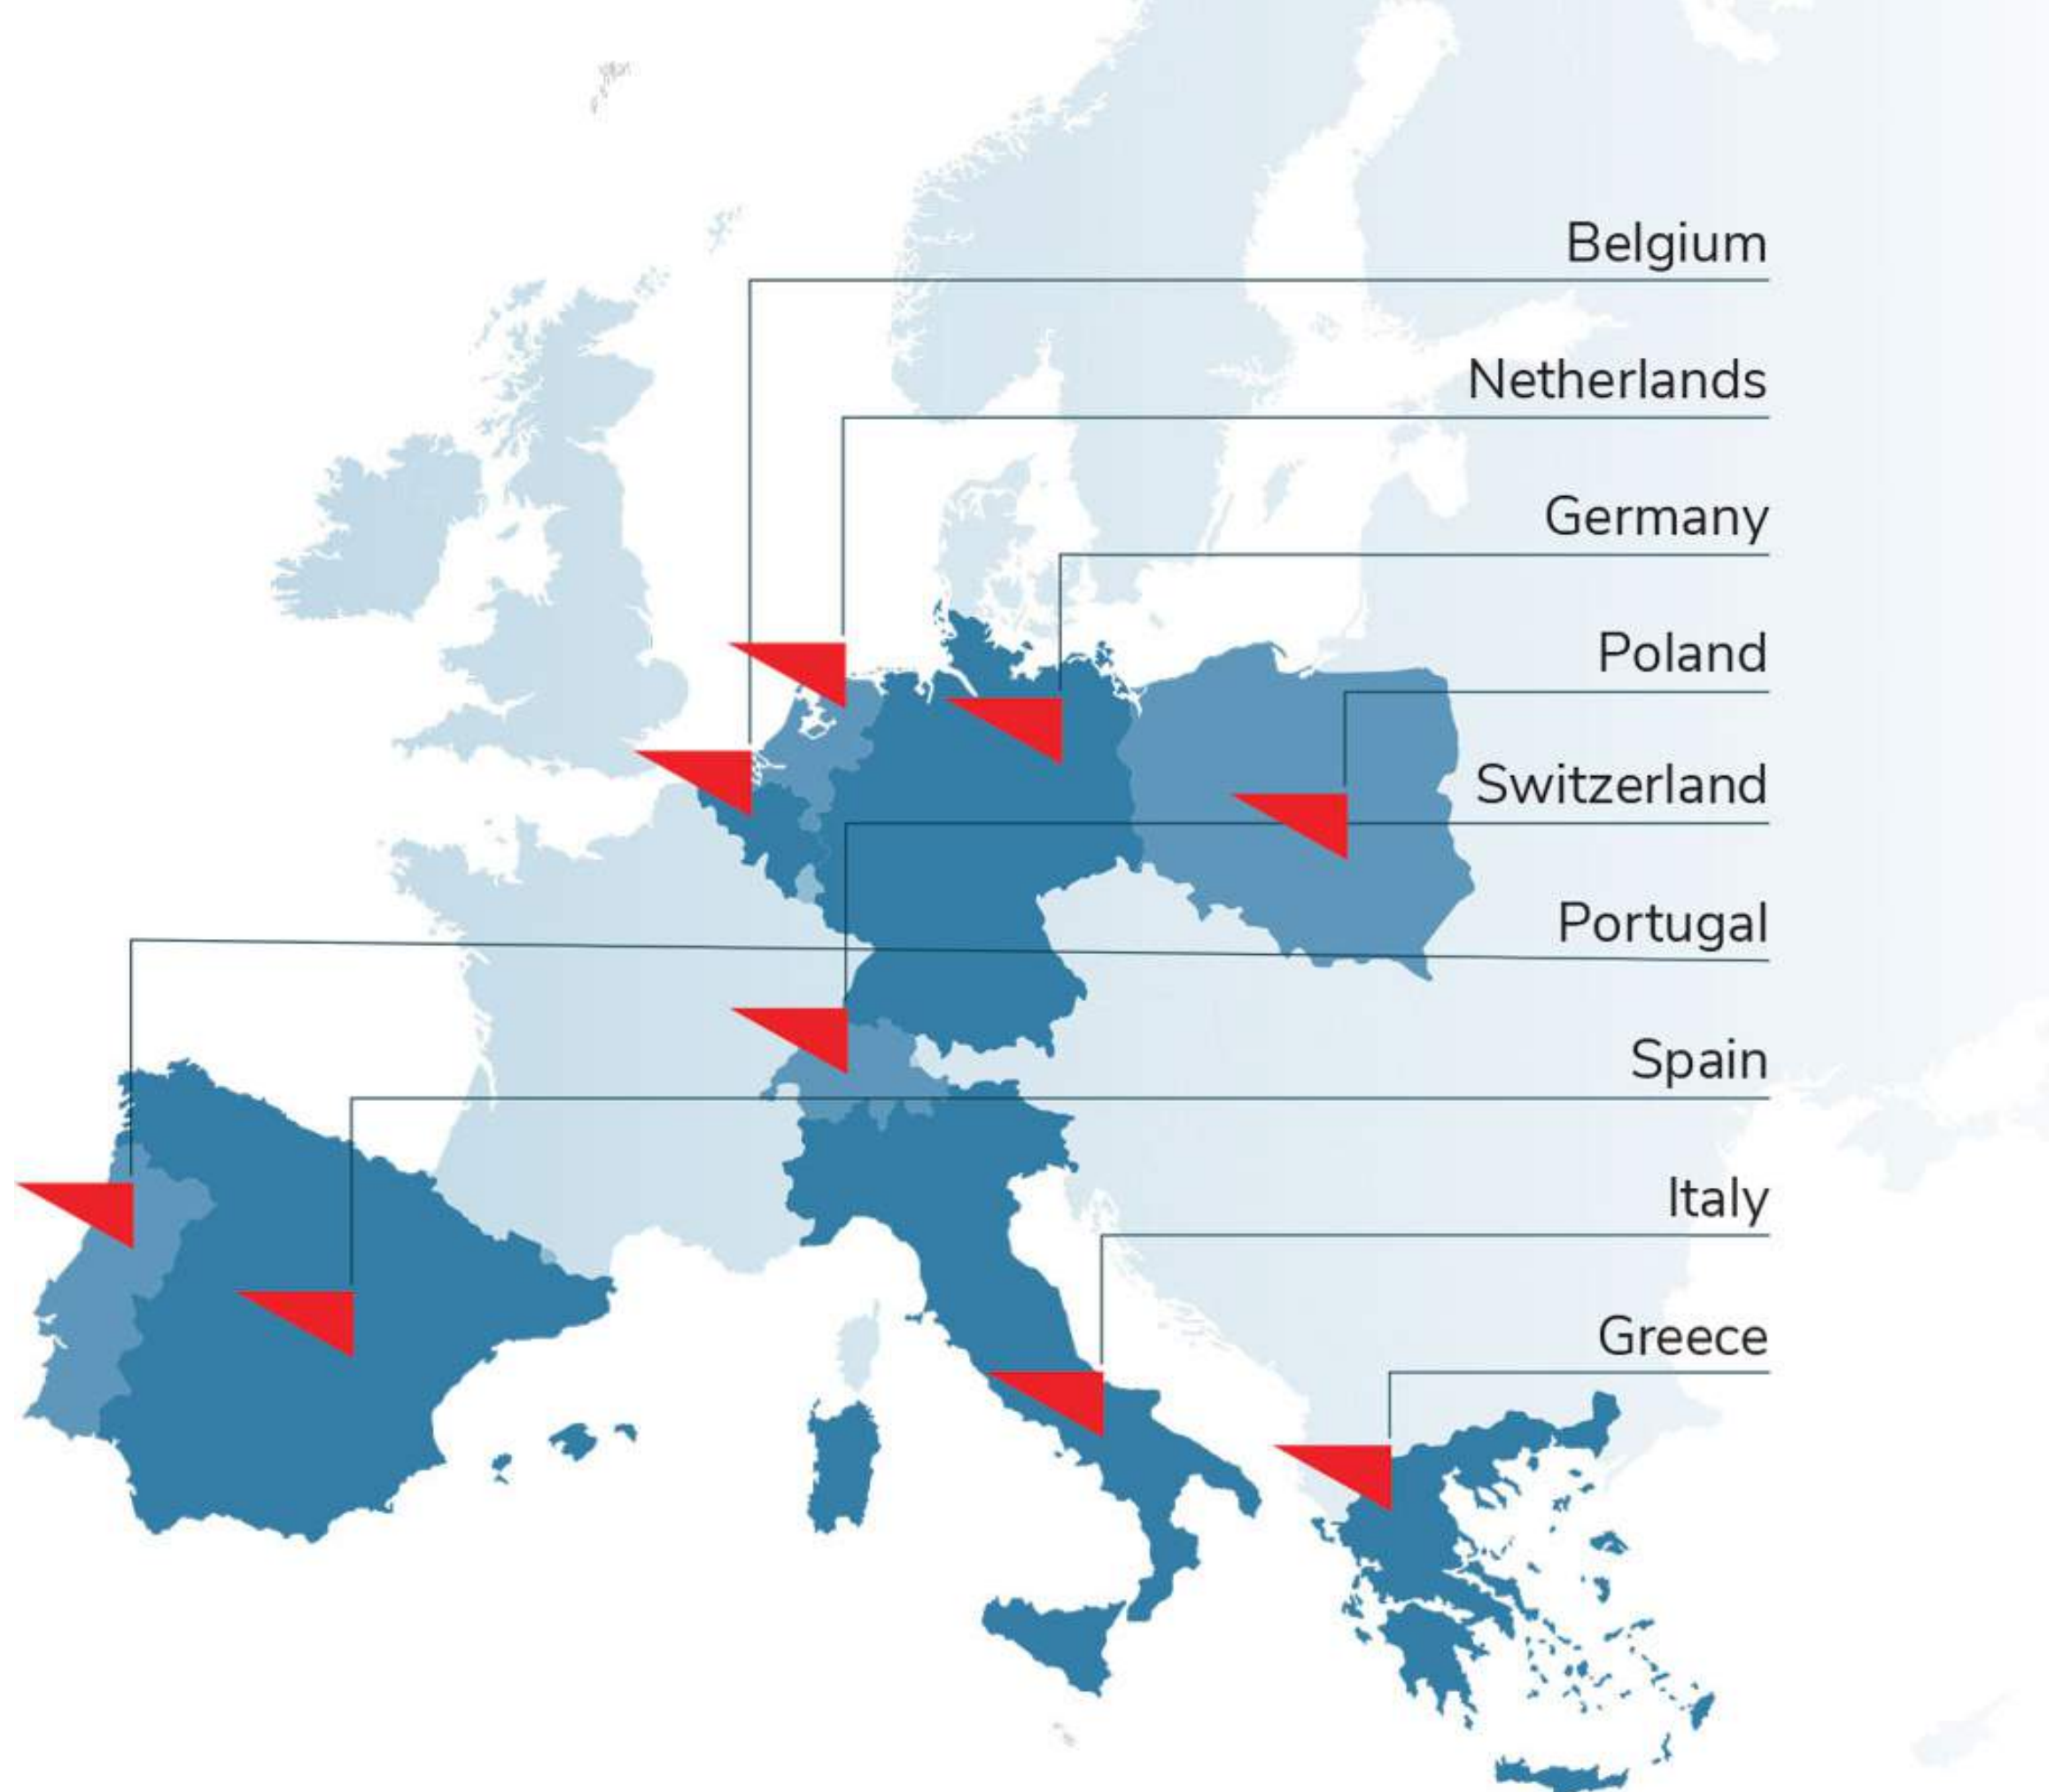 Belgium
Netherlands
Germany
Poland
Switzerland
Portugal
Spain
Italy
Greece